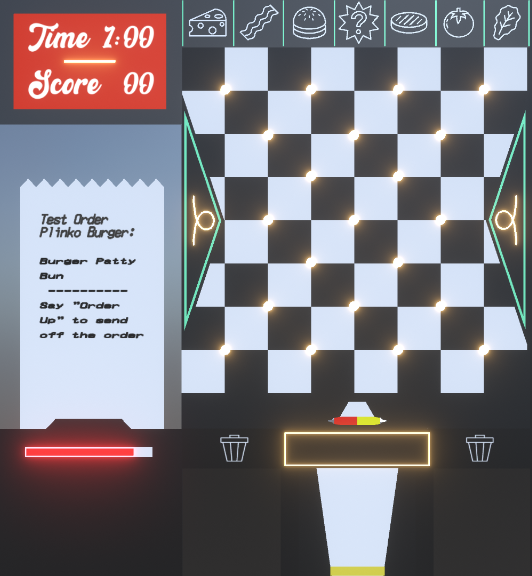 Time 1:00
Score 00
Test Order
Plinko Burger:
Burger Patty
Bun
----------
Say "Order
Up" to send
off the order
?